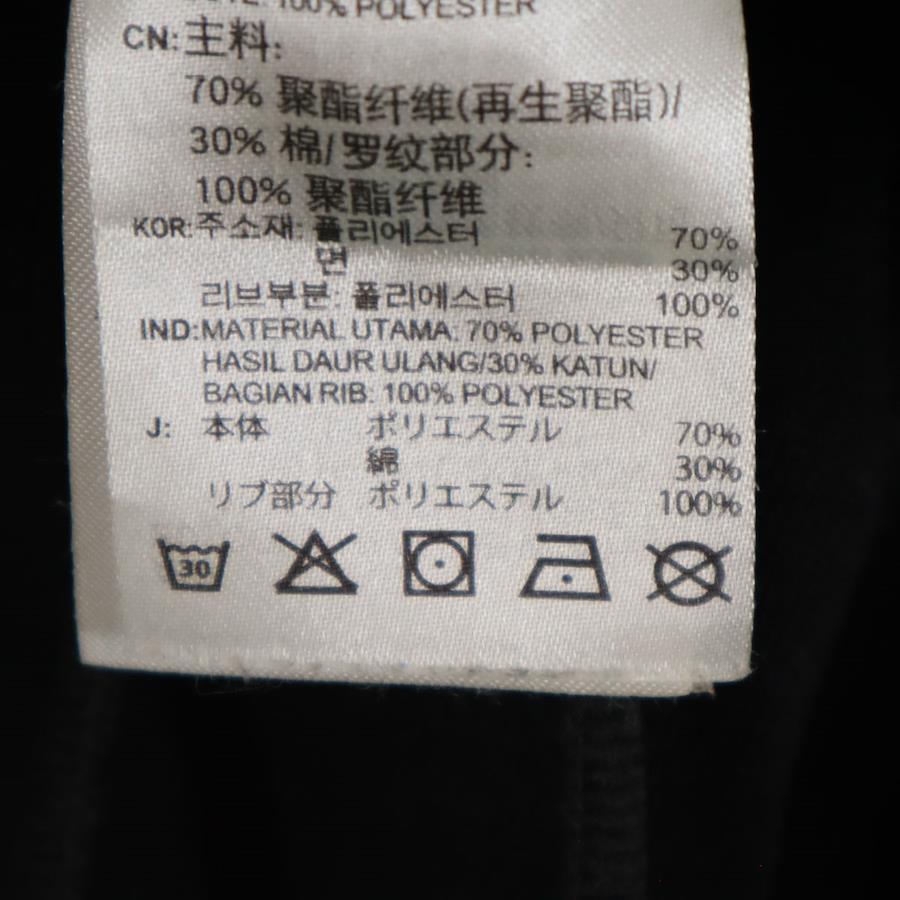 100% POLYESTER
CN:主料:
70% 聚酯纤维(再生聚酯)/
30% 棉/罗纹部分:
100% 聚酯纤维
KOR:주소재: 폴리에스터 70%
면 30%
리브부분: 폴리에스터 100%
IND:MATERIAL UTAMA: 70% POLYESTER
HASIL DAUR ULANG/30% KATUN/
BAGIAN RIB: 100% POLYESTER
J: 本体 ポリエステル 70%
綿 30%
リブ部分 ポリエステル 100%
30